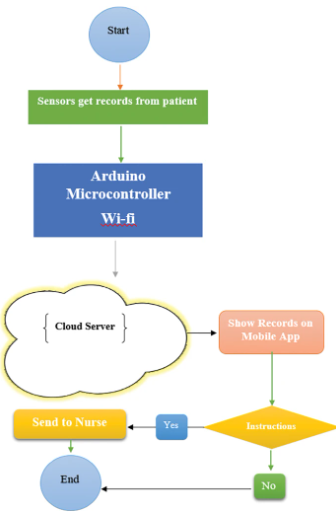 Start
Sensors get records from patient
Arduino
Microcontroller
Wi-fi
Cloud Server
Show Records on
Mobile App
Send to Nurse
Yes
Instructions
End
No